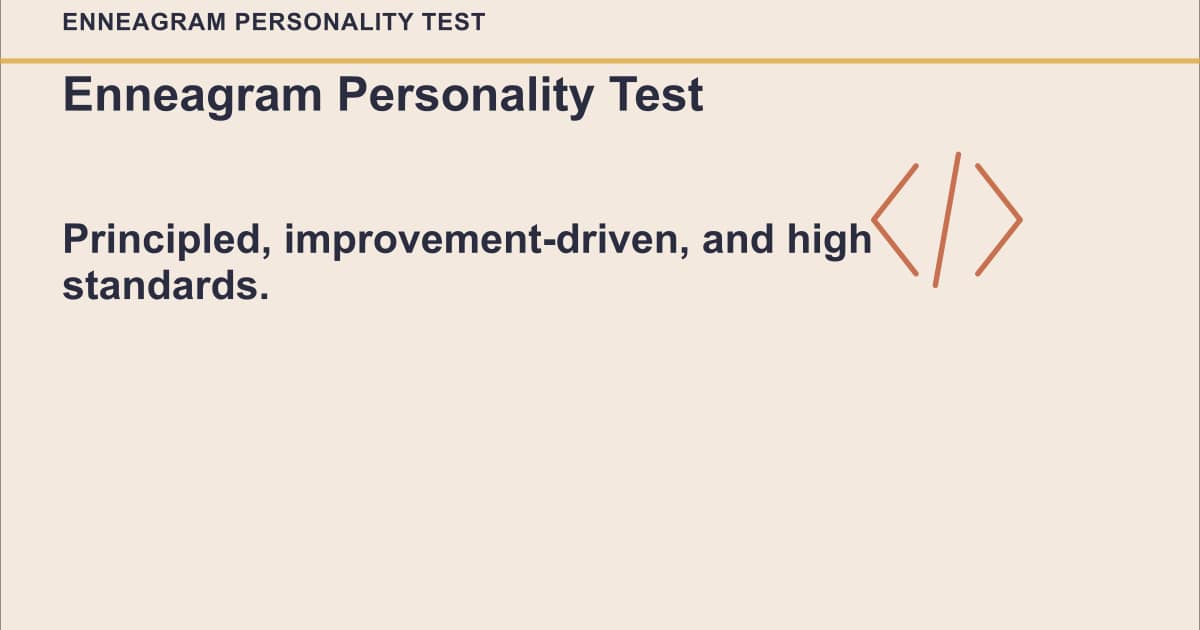 ENNEAGRAM PERSONALITY TEST
Enneagram Personality Test
Principled, improvement-driven, and high
standards.